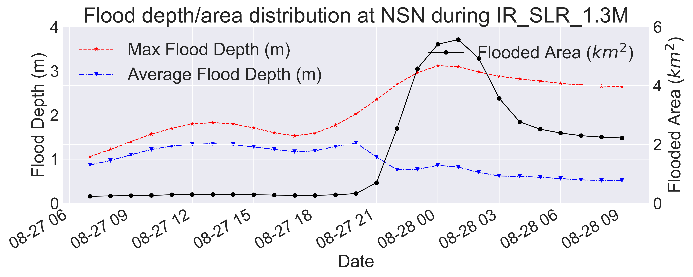 Flood depth/area distribution at NSN during IR_SLR_1.3M
Max Flood Depth (m)
Average Flood Depth (m)
Flooded Area (km²)
Flood Depth (m)
4
3
2
1
0
Flooded Area (km²)
6
4
2
0
08-27 06
08-27 09
08-27 12
08-27 15
08-27 18
08-27 21
08-28 00
08-28 03
08-28 06
08-28 09
Date